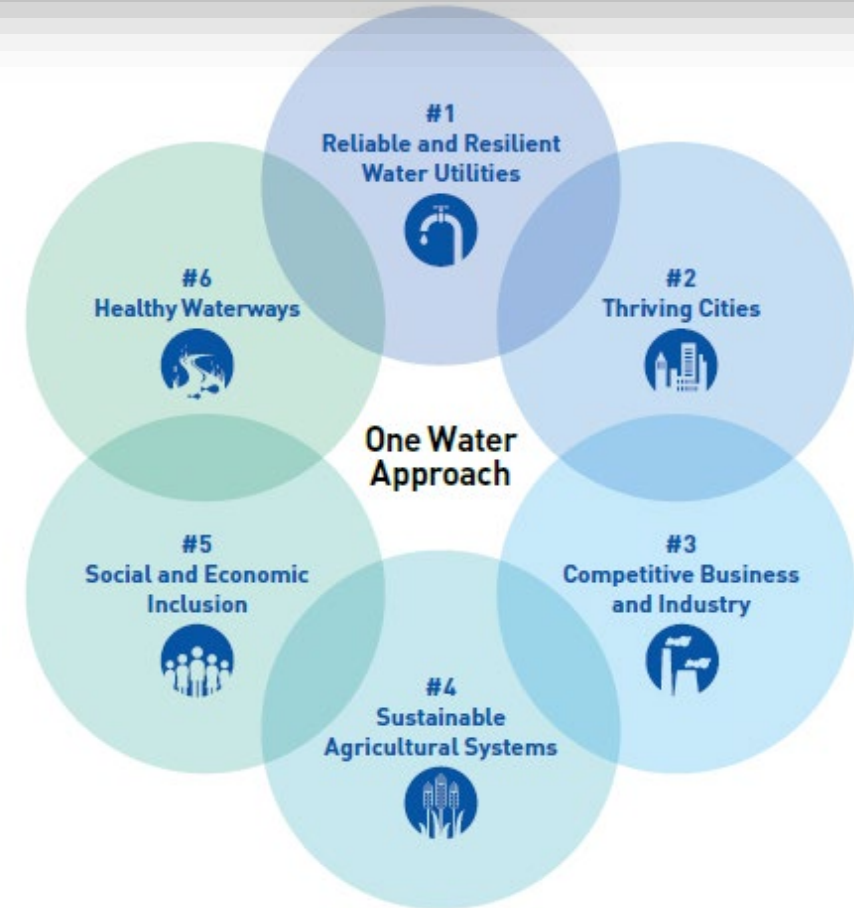 #1
Reliable and Resilient
Water Utilities
#2
Thriving Cities
#3
Competitive Business
and Industry
#4
Sustainable
Agricultural Systems
#5
Social and Economic
Inclusion
#6
Healthy Waterways
One Water
Approach